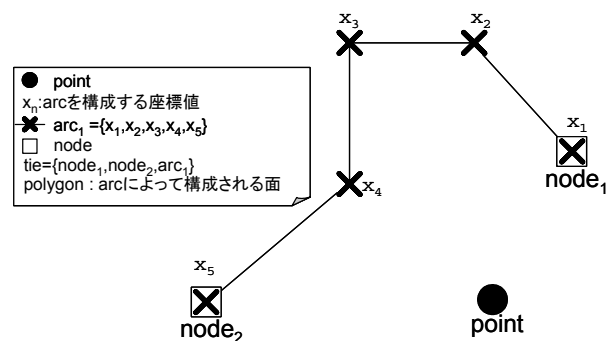 x₃
x₂
● point
xₙ:arcを構成する座標値
arc₁ ={x₁,x₂,x₃,x₄,x₅}
□ node
tie={node₁,node₂,arc₁}
polygon : arcによって構成される面
x₁
node₁
x₄
x₅
node₂
point